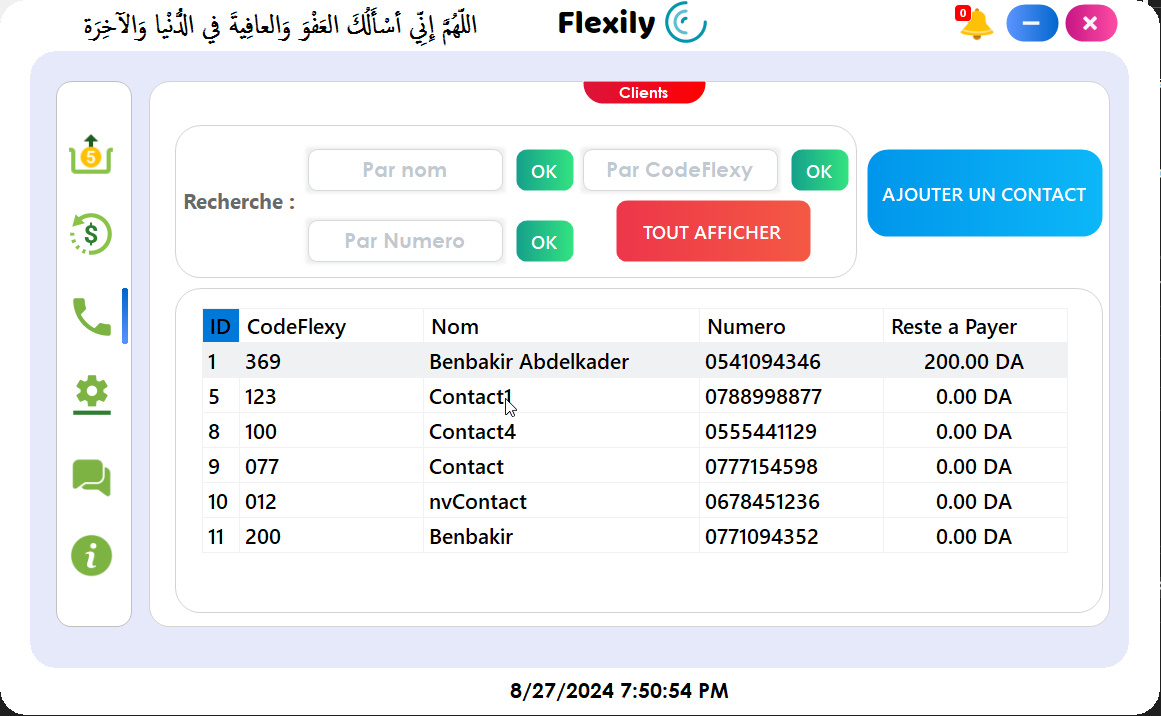 اللّهُمَّ إِنِّي أسْأَلُكَ العَفْوَ وَالعافِيةَ في الدُّنْيا وَالآخِرَة
Flexily
0
Clients
Recherche :
Par nom
OK
Par CodeFlexy
OK
Par Numero
OK
TOUT AFFICHER
AJOUTER UN CONTACT
ID CodeFlexy Nom Numero Reste a Payer
1 369 Benbakir Abdelkader 0541094346 200.00 DA
5 123 Contact1 0788998877 0.00 DA
8 100 Contact4 0555441129 0.00 DA
9 077 Contact 0777154598 0.00 DA
10 012 nvContact 0678451236 0.00 DA
11 200 Benbakir 0771094352 0.00 DA
5
$
i
8/27/2024 7:50:54 PM